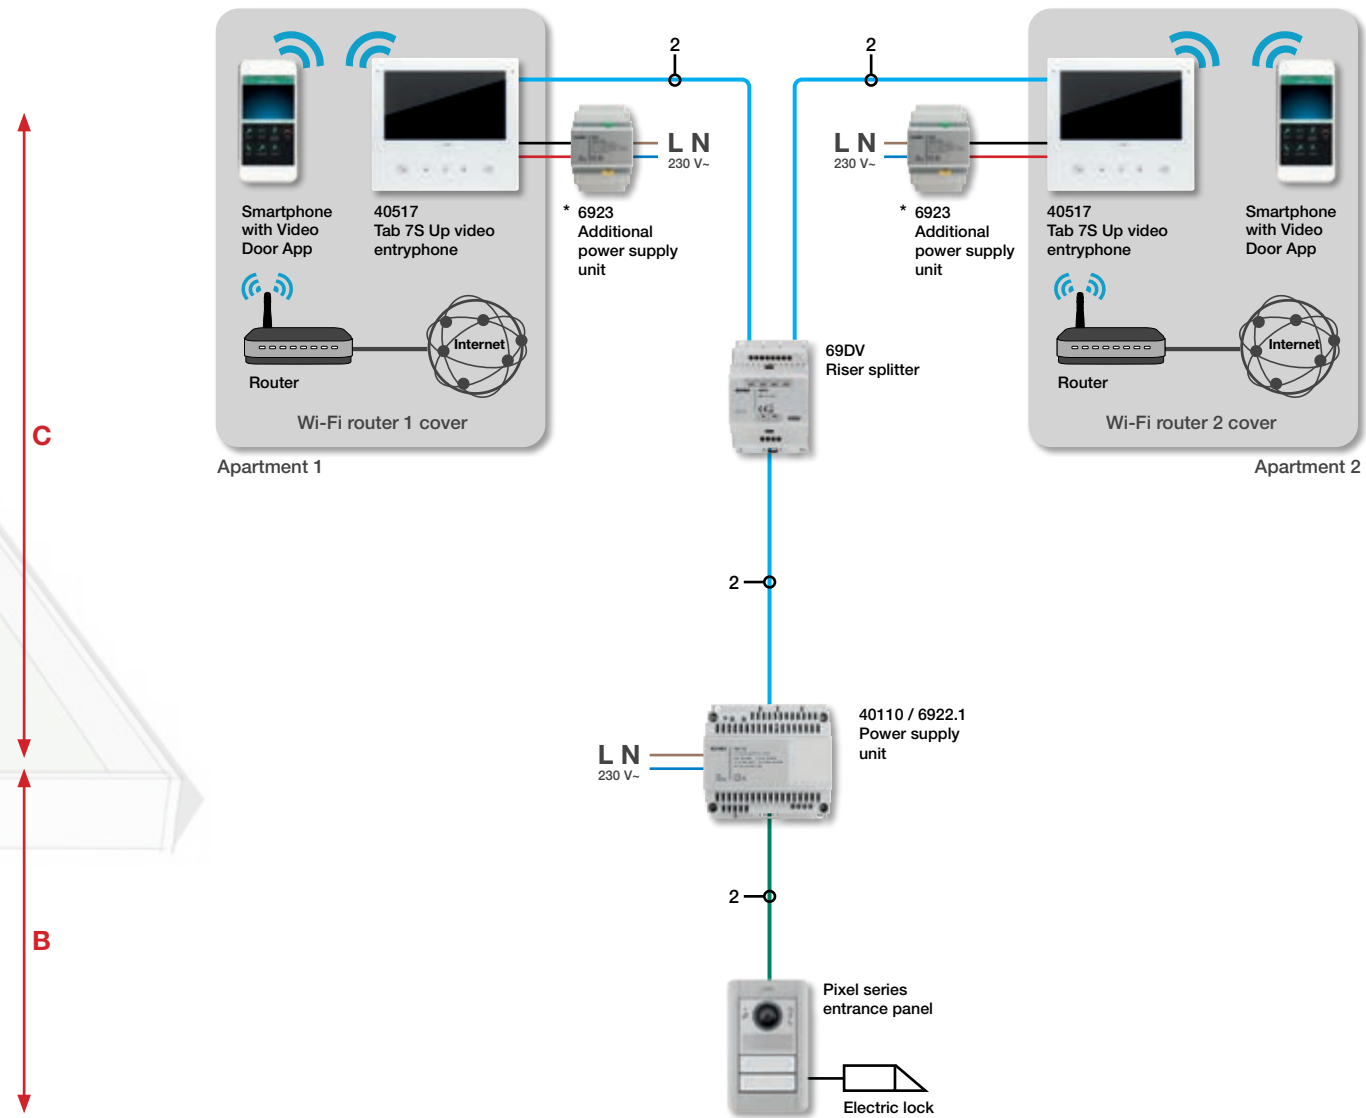 2
2
L N
230 V~
L N
230 V~
Smartphone
with Video
Door App
40517
Tab 7S Up video
entryphone
* 6923
Additional
power supply
unit
* 6923
Additional
power supply
unit
40517
Tab 7S Up video
entryphone
Smartphone
with Video
Door App
Internet
Router
Wi-Fi router 1 cover
Apartment 1
69DV
Riser splitter
Internet
Router
Wi-Fi router 2 cover
Apartment 2
C
2
40110 / 6922.1
Power supply
unit
L N
230 V~
2
B
Pixel series
entrance panel
Electric lock